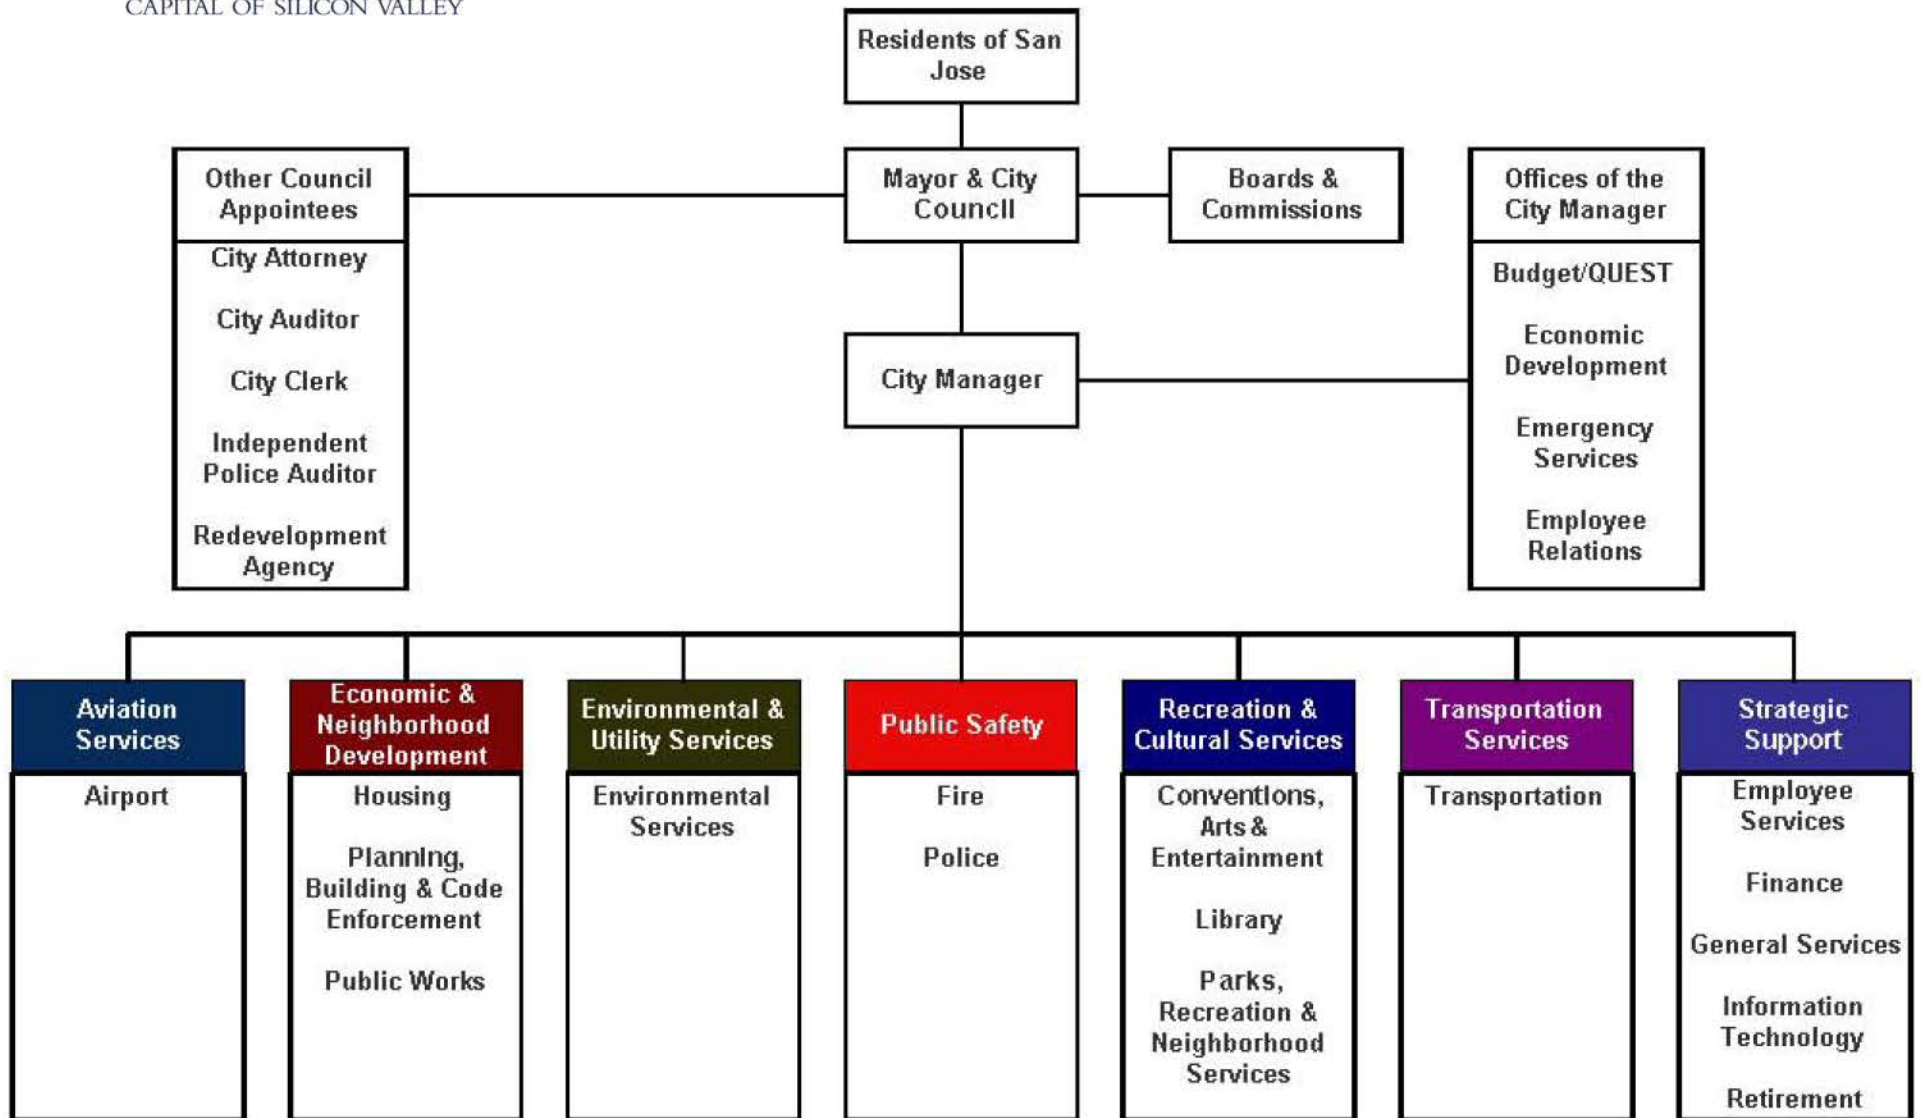 CAPITAL OF SILICON VALLEY
Residents of San
Jose
Other Council
Appointees
City Attorney
City Auditor
City Clerk
Independent
Police Auditor
Redevelopment
Agency
Mayor & City
Council
Boards &
Commissions
Offices of the
City Manager
Budget/QUEST
Economic
Development
Emergency
Services
Employee
Relations
City Manager
Aviation
Services
Airport
Economic &
Neighborhood
Development
Housing
Planning,
Building & Code
Enforcement
Public Works
Environmental &
Utility Services
Environmental
Services
Public Safety
Fire
Police
Recreation &
Cultural Services
Conventions,
Arts &
Entertainment
Library
Parks,
Recreation &
Neighborhood
Services
Transportation
Services
Transportation
Strategic
Support
Employee
Services
Finance
General Services
Information
Technology
Retirement